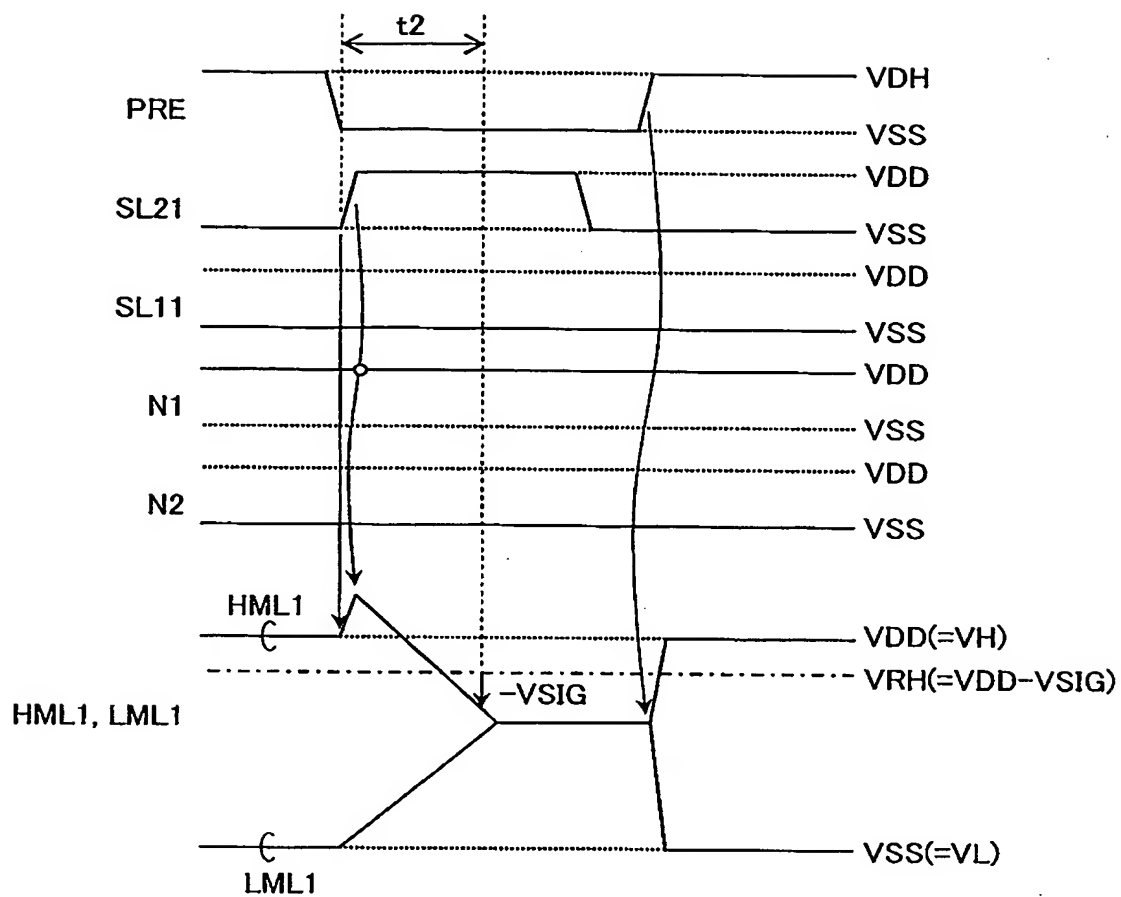 t2
VDH
PRE
VSS
VDD
SL21
VSS
VDD
SL11
VSS
VDD
N1
VSS
VDD
N2
VSS
HML1
VDD(=VH)
VRH(=VDD-VSIG)
-VSIG
HML1, LML1
VSS(=VL)
LML1